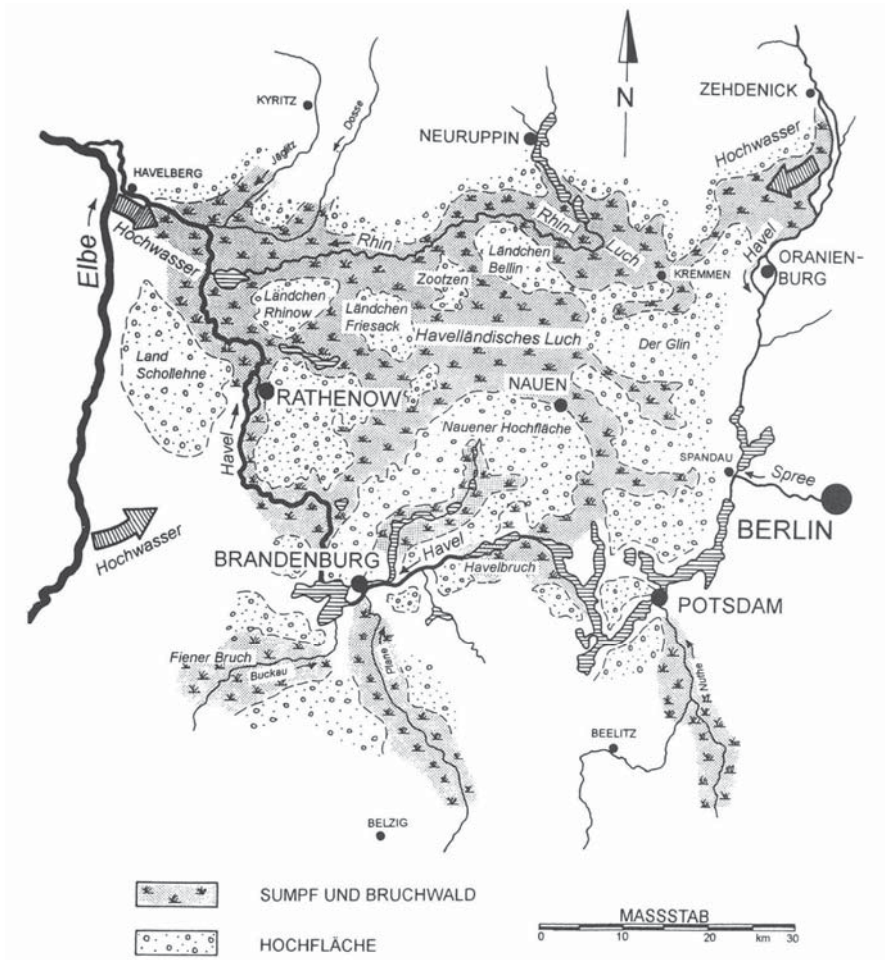 KYRITZ
Dosse
Jäglitz
N
NEURUPPIN
ZEHDENICK
Hochwasser
HAVELBERG
Elbe
Hochwasser
Rhin
Rhin-
Luch
Havel
ORANIEN-
BURG
KREMMEN
Ländchen
Bellin
Zootzen
Ländchen
Rhinow
Ländchen
Friesack
Havelländisches Luch
Der Glin
Land
Schollehne
RATHENOW
NAUEN
Nauener Hochfläche
Havel
SPANDAU
Spree
BERLIN
Hochwasser
BRANDENBURG
Havel
Havelbruch
POTSDAM
Fiener Bruch
Buckau
Plane
Nuthe
BEELITZ
BELZIG
SUMPF UND BRUCHWALD
HOCHFLÄCHE
MASSSTAB
0 10 20 km 30